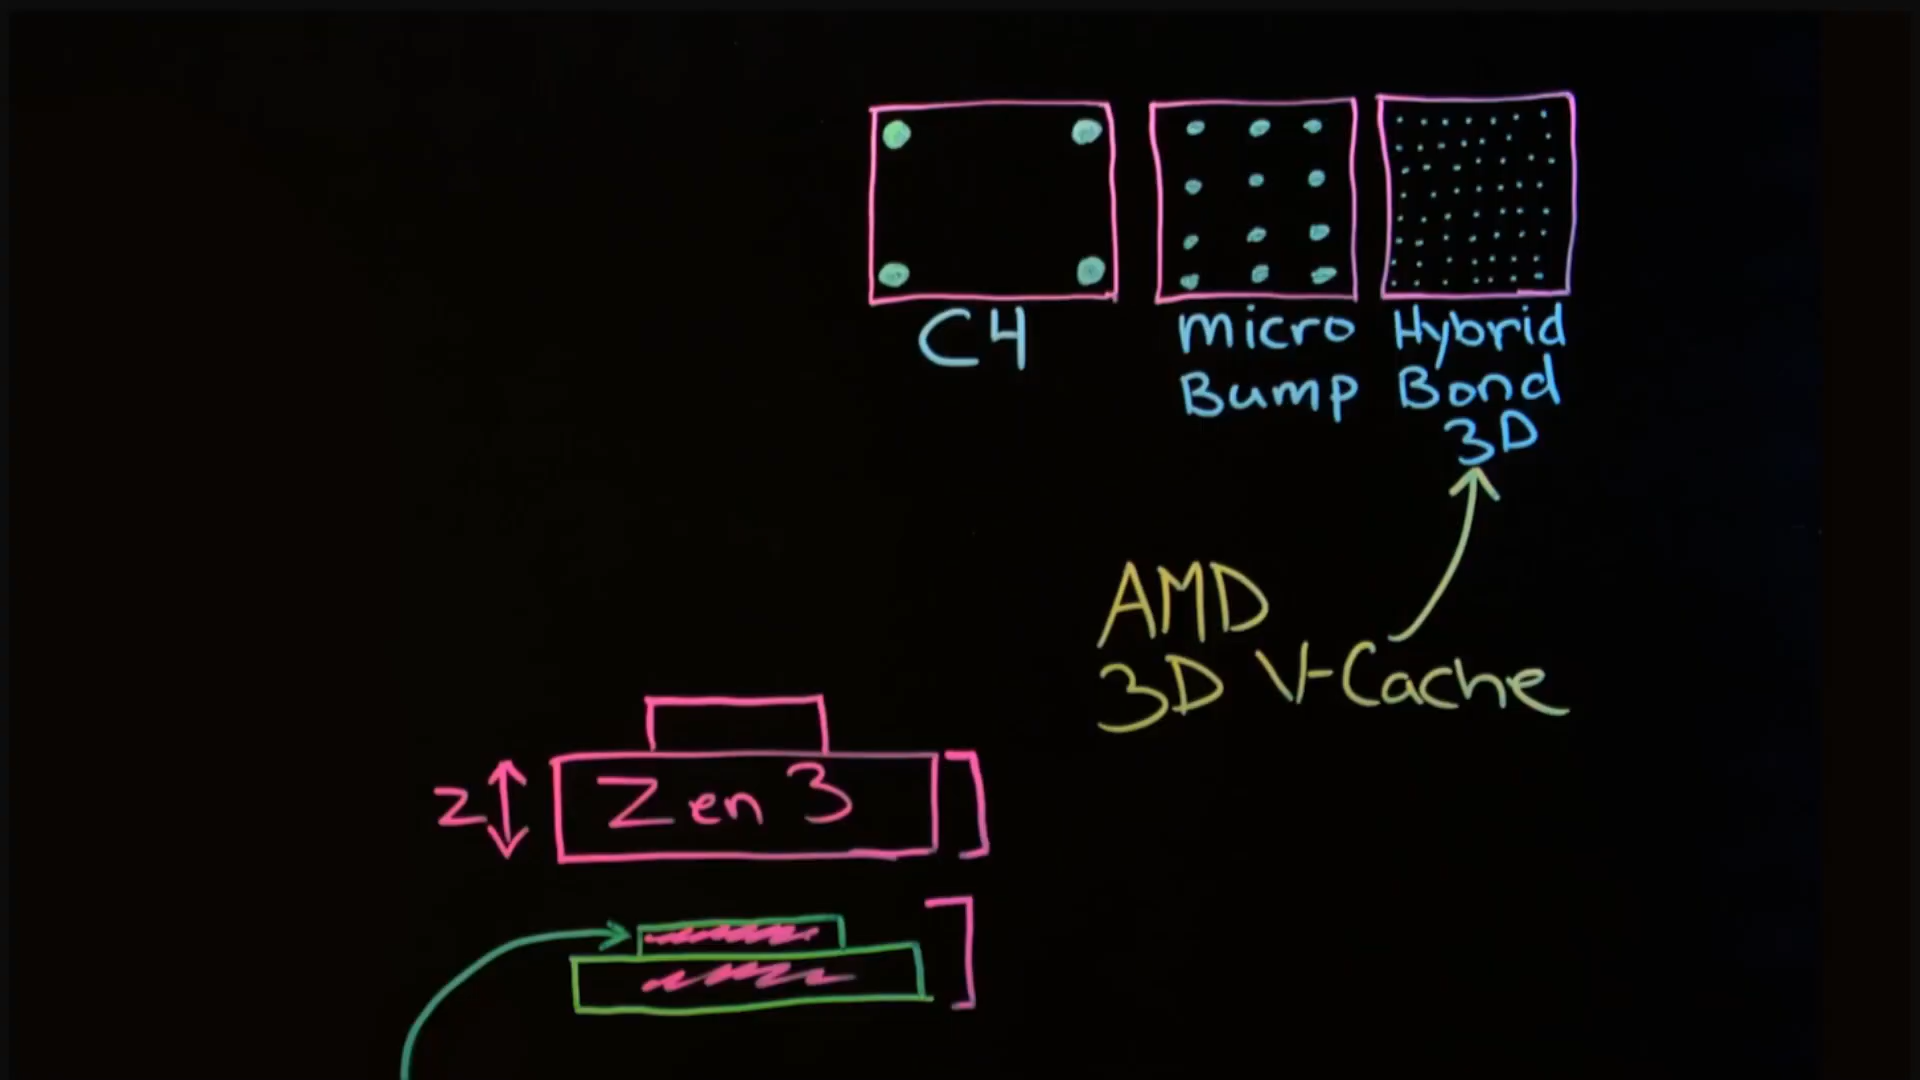 C4
Micro
Bump
Hybrid
Bond
3D
AMD
3D V-Cache
Z
Zen 3